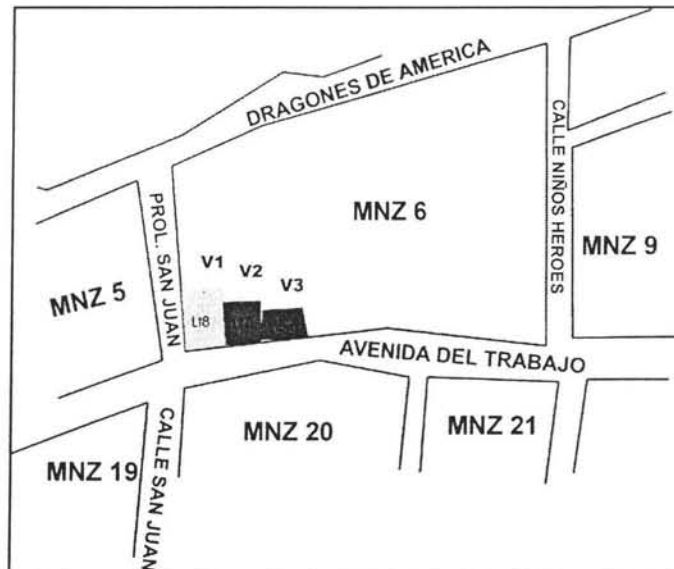 DRAGONES DE AMERICA
CALLE NIÑOS HEROES
PROL. SAN JUAN
MNZ 6
MNZ 9
MNZ 5
V1
V2
V3
Lt8
AVENIDA DEL TRABAJO
MNZ 20
MNZ 21
MNZ 19
CALLE SAN JUAN